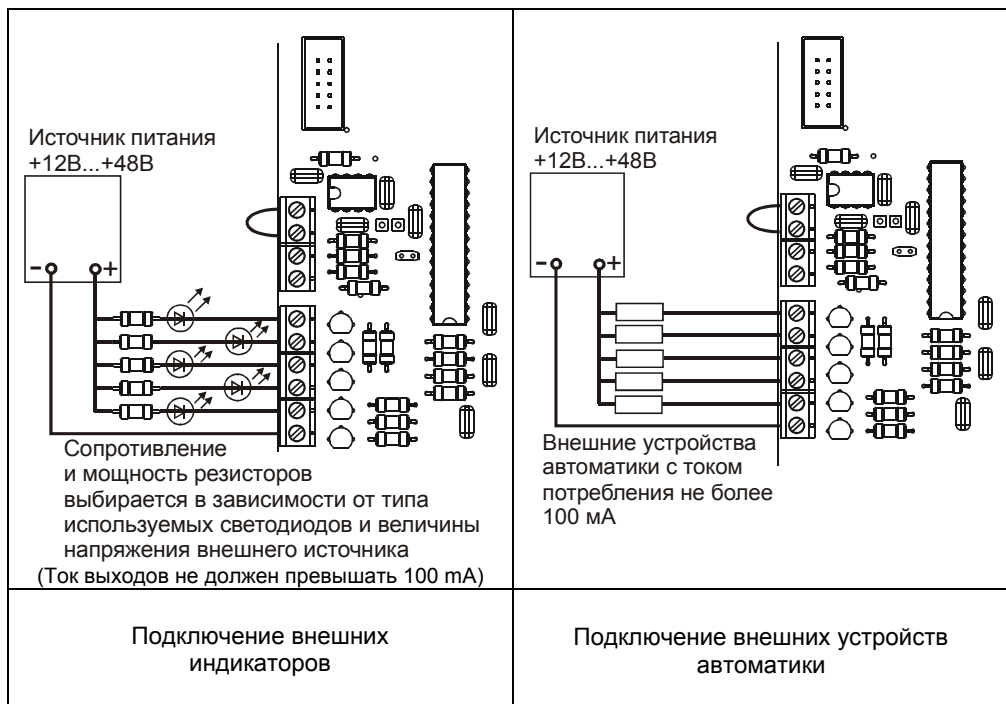 Источник питания
+12В...+48В
- +
Сопротивление
и мощность резисторов
выбирается в зависимости от типа
используемых светодиодов и величины
напряжения внешнего источника
(Ток выходов не должен превышать 100 mA)
Источник питания
+12В...+48В
- +
Внешние устройства
автоматики с током
потребления не более
100 мА
Подключение внешних
индикаторов
Подключение внешних устройств
автоматики